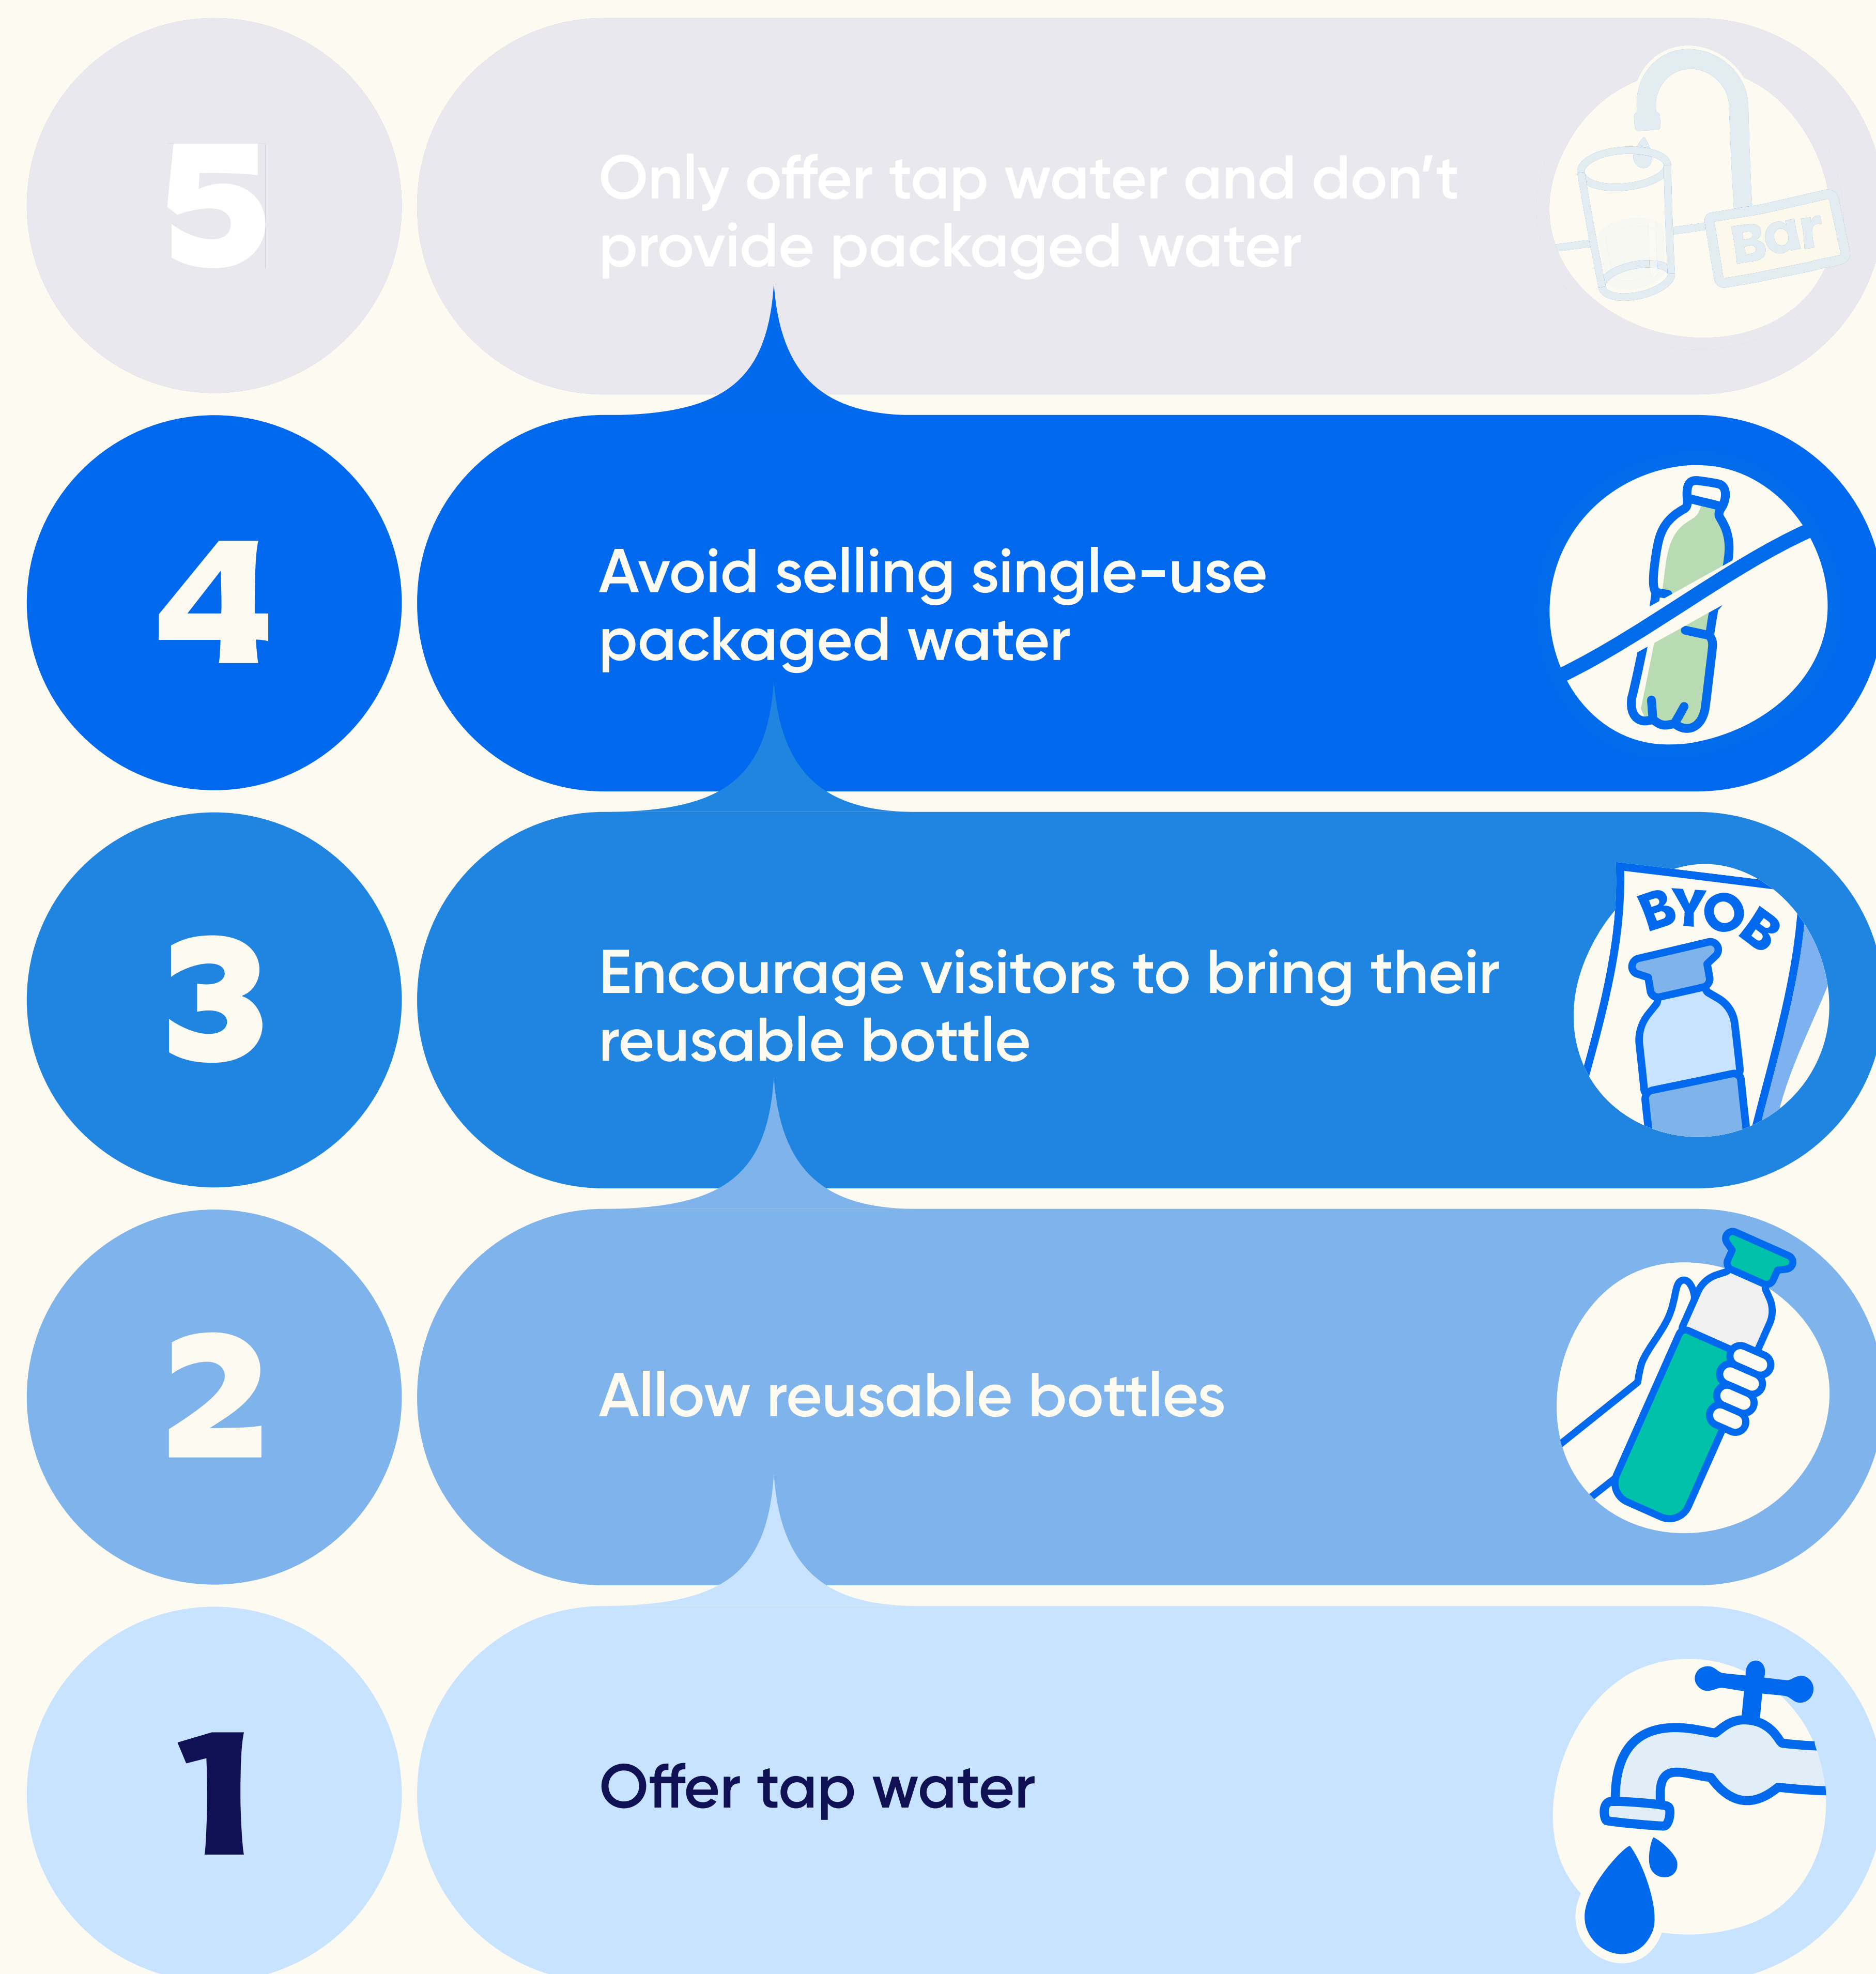 5
Only offer tap water and don’t
provide packaged water
Bar
4
Avoid selling single-use
packaged water
3
Encourage visitors to bring their
reusable bottle
BYOB
2
Allow reusable bottles
1
Offer tap water